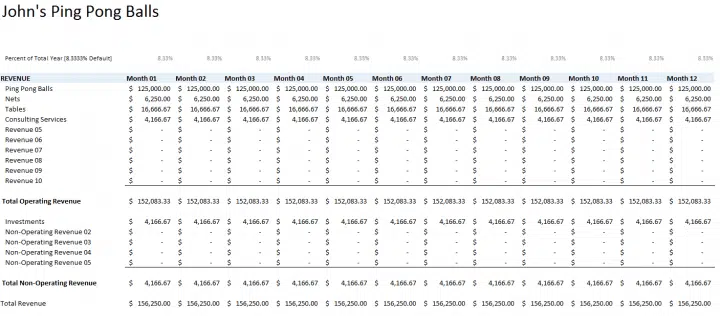 John's Ping Pong Balls
Percent of Total Year (8.3333% Default) 8.33% 8.33% 8.33% 8.33% 8.33% 8.33% 8.33% 8.33% 8.33% 8.33% 8.33% 8.33%
REVENUE Month 01 Month 02 Month 03 Month 04 Month 05 Month 06 Month 07 Month 08 Month 09 Month 10 Month 11 Month 12
Ping Pong Balls $ 125,000.00 $ 125,000.00 $ 125,000.00 $ 125,000.00 $ 125,000.00 $ 125,000.00 $ 125,000.00 $ 125,000.00 $ 125,000.00 $ 125,000.00 $ 125,000.00 $ 125,000.00
Nets $ 6,250.00 $ 6,250.00 $ 6,250.00 $ 6,250.00 $ 6,250.00 $ 6,250.00 $ 6,250.00 $ 6,250.00 $ 6,250.00 $ 6,250.00 $ 6,250.00 $ 6,250.00
Tables $ 16,666.67 $ 16,666.67 $ 16,666.67 $ 16,666.67 $ 16,666.67 $ 16,666.67 $ 16,666.67 $ 16,666.67 $ 16,666.67 $ 16,666.67 $ 16,666.67 $ 16,666.67
Consulting Services $ 4,166.67 $ 4,166.67 $ 4,166.67 $ 4,166.67 $ 4,166.67 $ 4,166.67 $ 4,166.67 $ 4,166.67 $ 4,166.67 $ 4,166.67 $ 4,166.67 $ 4,166.67
Revenue 05 $ - $ - $ - $ - $ - $ - $ - $ - $ - $ - $ - $ -
Revenue 06 $ - $ - $ - $ - $ - $ - $ - $ - $ - $ - $ - $ -
Revenue 07 $ - $ - $ - $ - $ - $ - $ - $ - $ - $ - $ - $ -
Revenue 08 $ - $ - $ - $ - $ - $ - $ - $ - $ - $ - $ - $ -
Revenue 09 $ - $ - $ - $ - $ - $ - $ - $ - $ - $ - $ - $ -
Revenue 10 $ - $ - $ - $ - $ - $ - $ - $ - $ - $ - $ - $ -
Total Operating Revenue $ 152,083.33 $ 152,083.33 $ 152,083.33 $ 152,083.33 $ 152,083.33 $ 152,083.33 $ 152,083.33 $ 152,083.33 $ 152,083.33 $ 152,083.33 $ 152,083.33 $ 152,083.33
Investments $ 4,166.67 $ 4,166.67 $ 4,166.67 $ 4,166.67 $ 4,166.67 $ 4,166.67 $ 4,166.67 $ 4,166.67 $ 4,166.67 $ 4,166.67 $ 4,166.67 $ 4,166.67
Non-Operating Revenue 02 $ - $ - $ - $ - $ - $ - $ - $ - $ - $ - $ - $ -
Non-Operating Revenue 03 $ - $ - $ - $ - $ - $ - $ - $ - $ - $ - $ - $ -
Non-Operating Revenue 04 $ - $ - $ - $ - $ - $ - $ - $ - $ - $ - $ - $ -
Non-Operating Revenue 05 $ - $ - $ - $ - $ - $ - $ - $ - $ - $ - $ - $ -
Total Non-Operating Revenue $ 4,166.67 $ 4,166.67 $ 4,166.67 $ 4,166.67 $ 4,166.67 $ 4,166.67 $ 4,166.67 $ 4,166.67 $ 4,166.67 $ 4,166.67 $ 4,166.67 $ 4,166.67
Total Revenue $ 156,250.00 $ 156,250.00 $ 156,250.00 $ 156,250.00 $ 156,250.00 $ 156,250.00 $ 156,250.00 $ 156,250.00 $ 156,250.00 $ 156,250.00 $ 156,250.00 $ 156,250.00